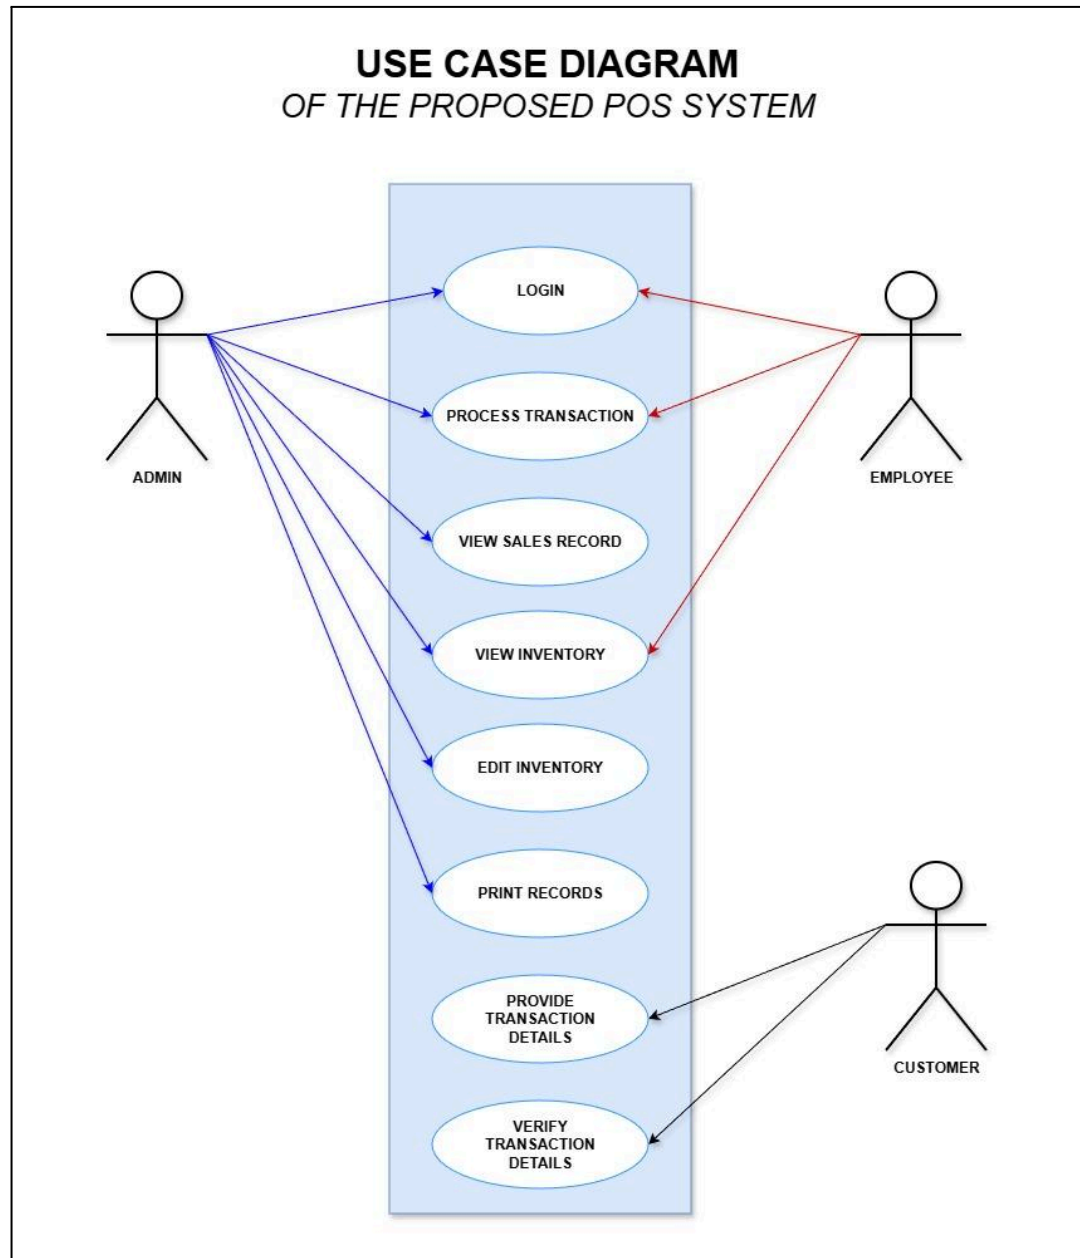 USE CASE DIAGRAM
OF THE PROPOSED POS SYSTEM
LOGIN
PROCESS TRANSACTION
ADMIN
EMPLOYEE
VIEW SALES RECORD
VIEW INVENTORY
EDIT INVENTORY
PRINT RECORDS
PROVIDE
TRANSACTION
DETAILS
CUSTOMER
VERIFY
TRANSACTION
DETAILS